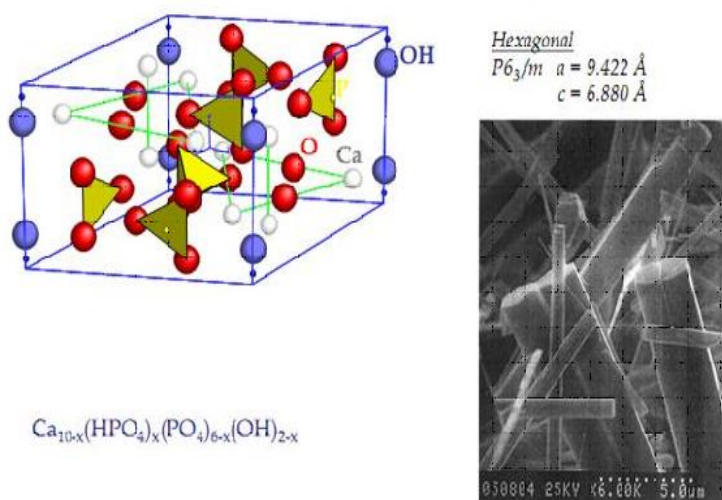 OH
P
O
Ca
Hexagonal
P6₃/m a = 9.422 Å
c = 6.880 Å
Ca₁₀₋ₓ(HPO₄)ₓ(PO₄)₆₋ₓ(OH)₂₋ₓ
030804 25KV X6.00K 5.0µm